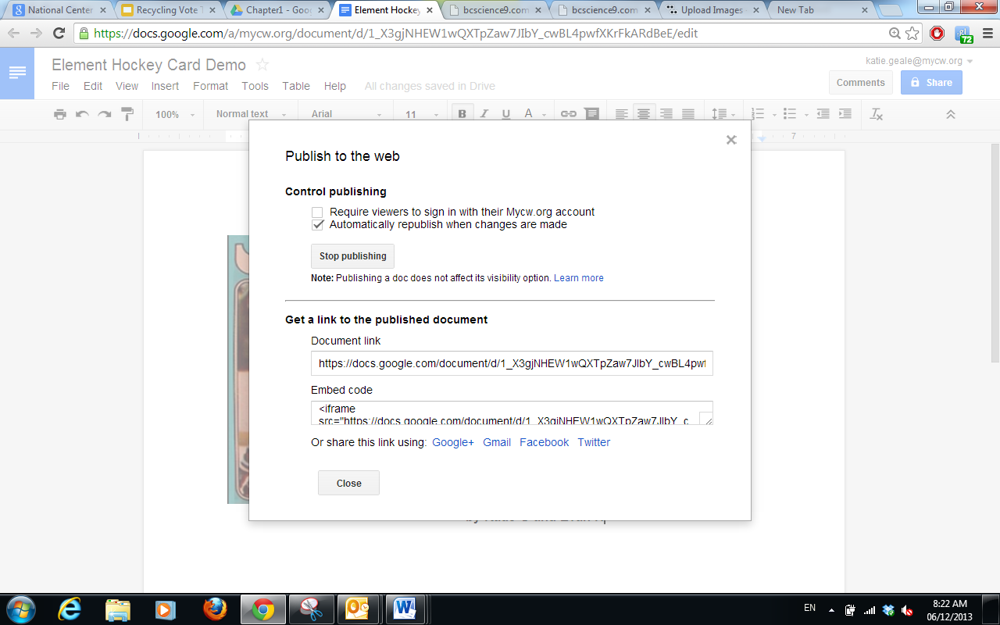 National Center
Recycling Vote T
Chapter1 - Goog
Element Hockey
bcscience9.com
bcscience9.com
Upload Images
New Tab
https://docs.google.com/a/mycw.org/document/d/1_X3gjNHEW1wQXTpZaw7JIbY_cwBL4pwfXKrFkARdBeE/edit
72
Element Hockey Card Demo
katie.geale@mycw.org
File Edit View Insert Format Tools Table Help All changes saved in Drive
Comments Share
100% Normal text Arial 11 B I U A
7
Publish to the web
Control publishing
Require viewers to sign in with their Mycw.org account
Automatically republish when changes are made
Stop publishing
Note: Publishing a doc does not affect its visibility option. Learn more
Get a link to the published document
Document link
https://docs.google.com/document/d/1_X3gjNHEW1wQXTpZaw7JIbY_cwBL4pwf
Embed code
<iframe
src="https://docs.google.com/document/d/1_X3gjNHEW1wQXTpZaw7JIbY_c
Or share this link using: Google+ Gmail Facebook Twitter
Close
EN
8:22 AM
06/12/2013